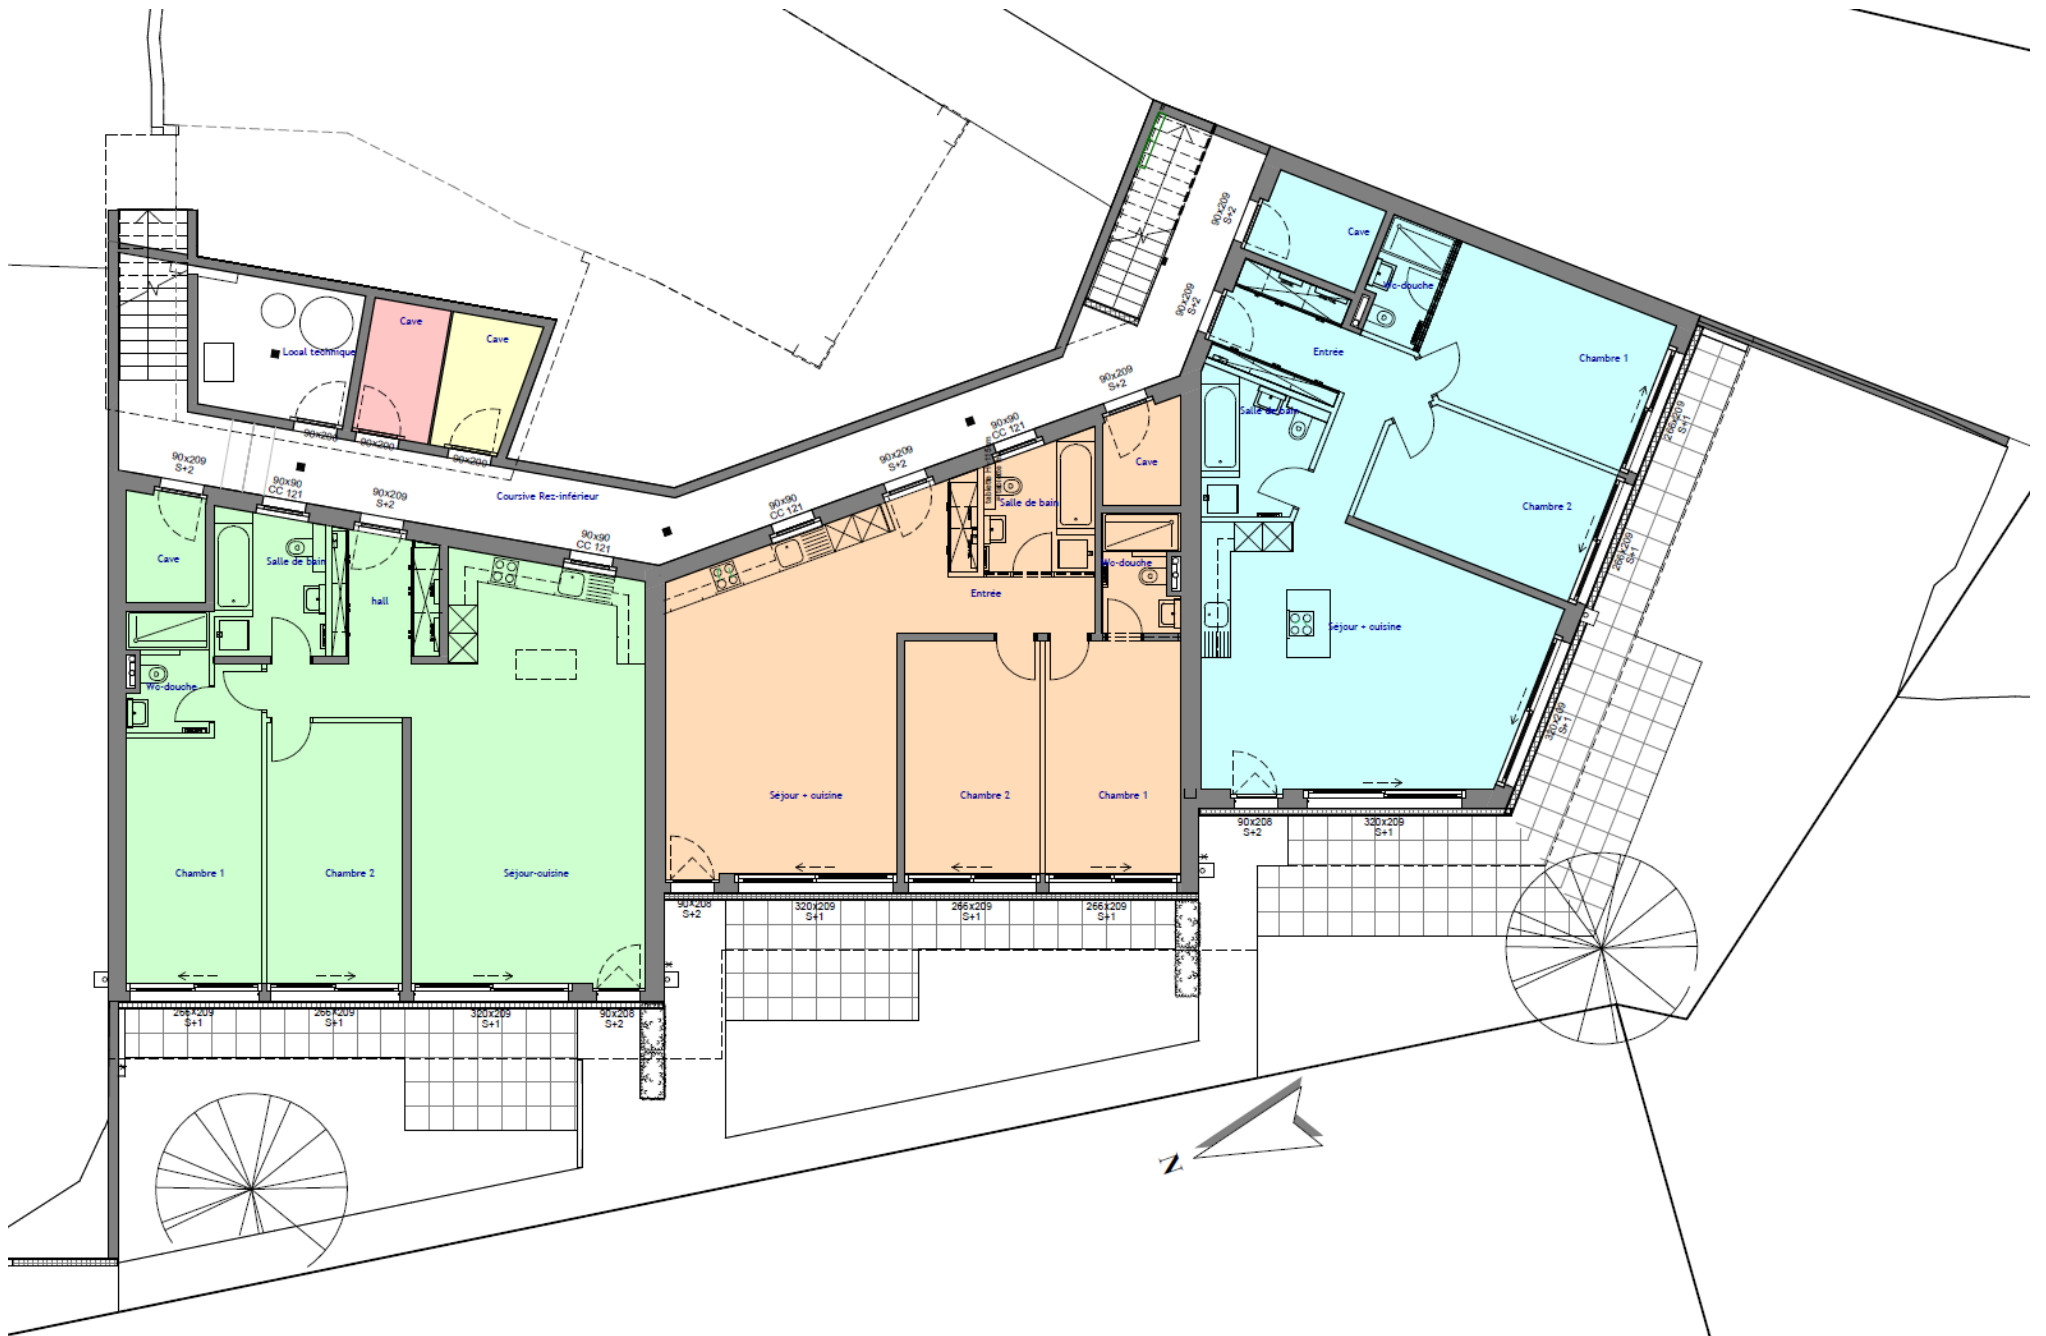 90x209
S+2
Cave
Wc-douche
90x209
S+2
Entrée
Chambre 1
266x209
S+1
Chambre 2
266x209
S+1
Salle de bain
Séjour + cuisine
320x209
S+1
90x208
S+2
320x209
S+1
Cave
Cave
Local technique
90x200
90x200
90x200
90x209
S+2
90x90
CC 121
90x209
S+2
Coursive Rez-inférieur
90x90
CC 121
90x90
CC 121
90x209
S+2
90x90
CC 121
90x209
S+2
Cave
Salle de bain
hall
Wc-douche
Chambre 1
Chambre 2
Séjour-cuisine
266x209
S+1
266x209
S+1
320x209
S+1
90x208
S+2
Cave
Salle de bain
Wc-douche
Entrée
Séjour + cuisine
Chambre 2
Chambre 1
90x208
S+2
320x209
S+1
266x209
S+1
266x209
S+1
N